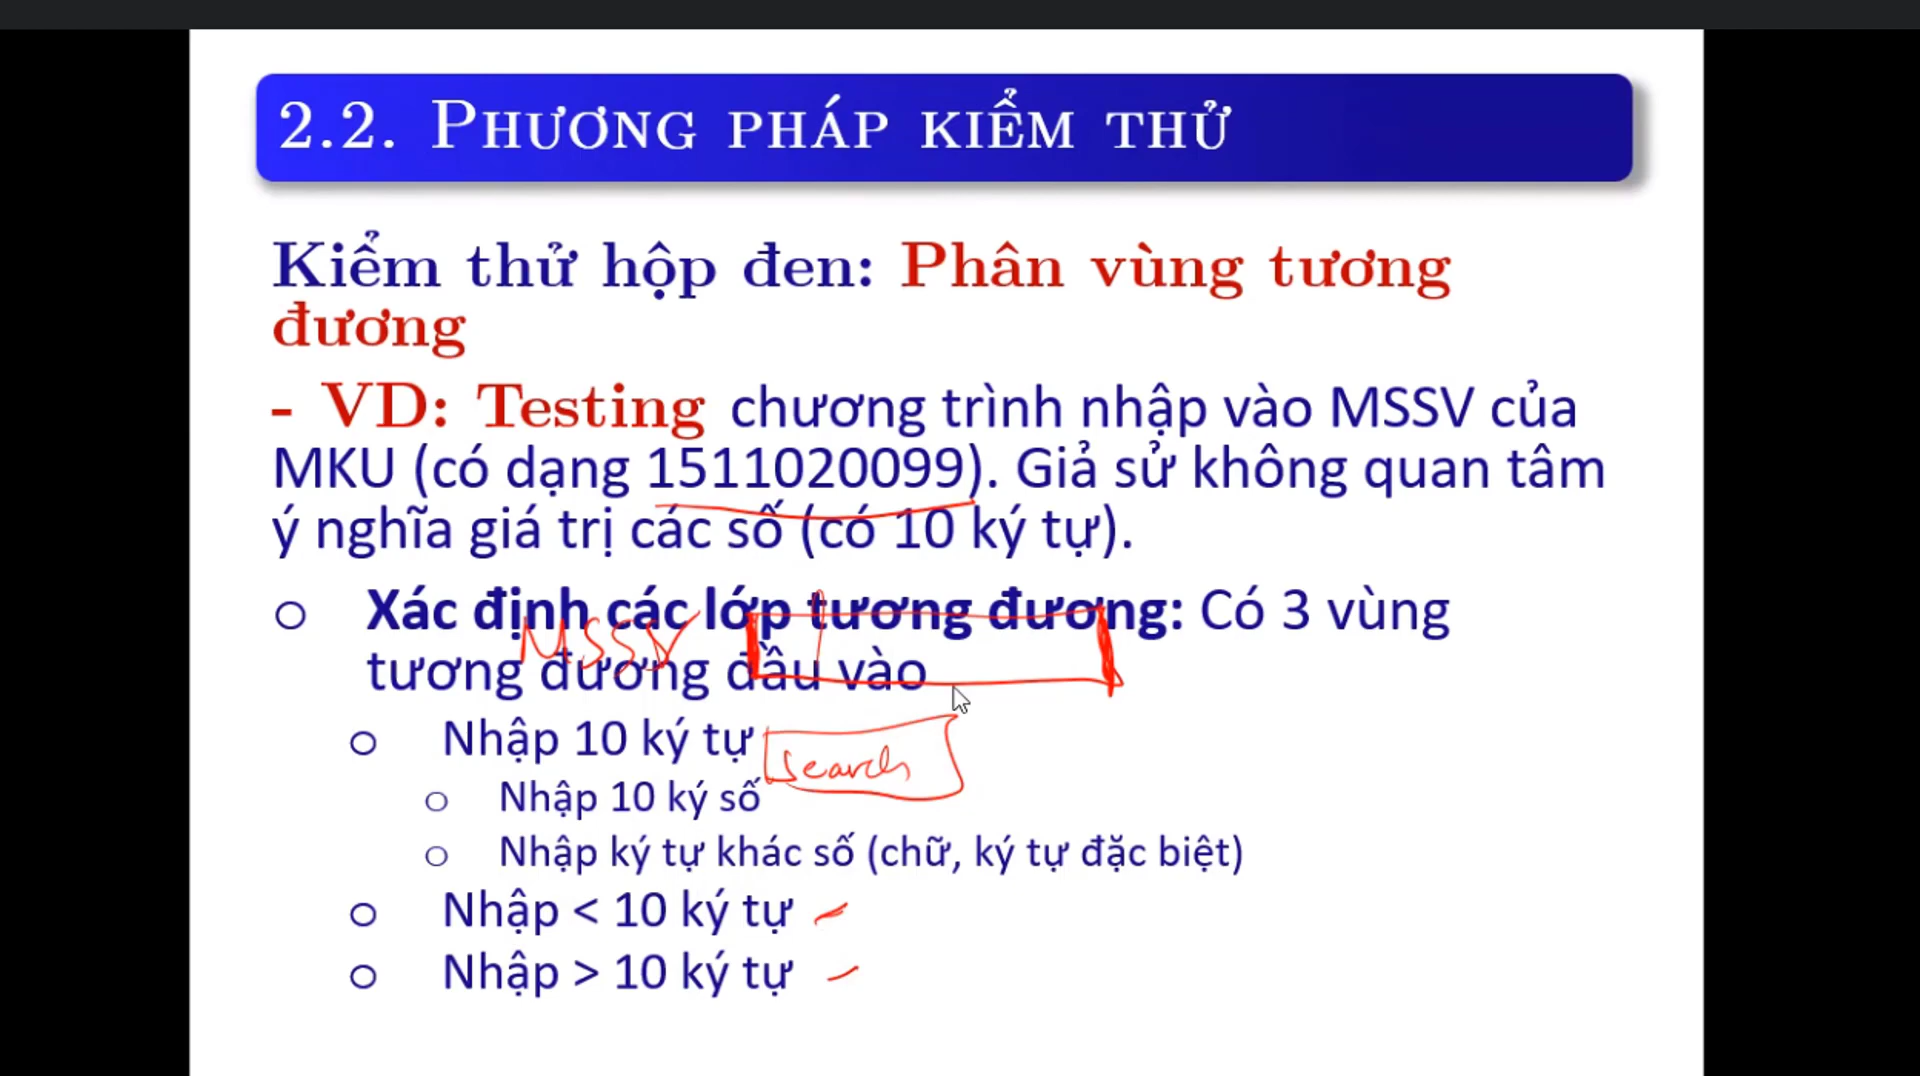 2.2. PHƯƠNG PHÁP KIỂM THỬ
Kiểm thử hộp đen: Phân vùng tương
đương
- VD: Testing chương trình nhập vào MSSV của
MKU (có dạng 1511020099). Giả sử không quan tâm
ý nghĩa giá trị các số (có 10 ký tự).
o Xác định các lớp tương đương: Có 3 vùng
MSSV
tương đương đầu vào
o Nhập 10 ký tự
search
o Nhập 10 ký số
o Nhập ký tự khác số (chữ, ký tự đặc biệt)
o Nhập < 10 ký tự
o Nhập > 10 ký tự